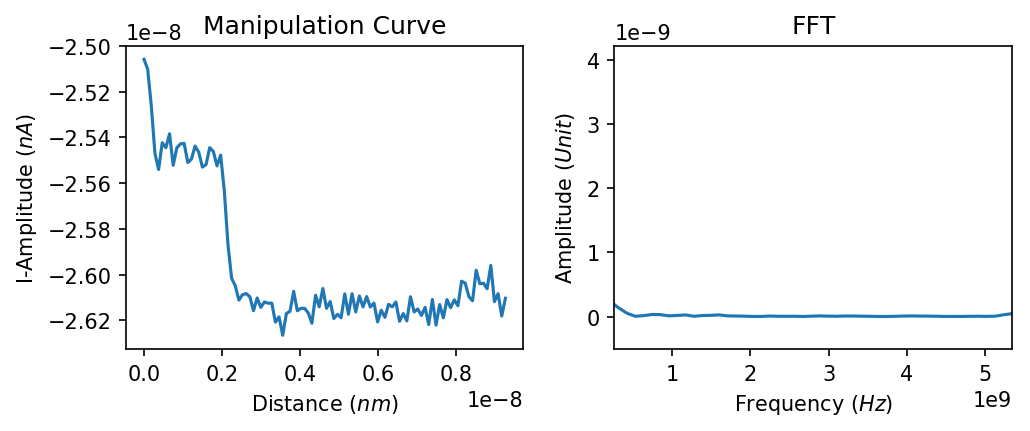 Manipulation Curve
1e−8
−2.50
−2.52
−2.54
−2.56
−2.58
−2.60
−2.62
I-Amplitude (nA)
0.0 0.2 0.4 0.6 0.8
Distance (nm)
1e−8
FFT
1e−9
4
3
2
1
0
Amplitude (Unit)
1 2 3 4 5
Frequency (Hz)
1e9